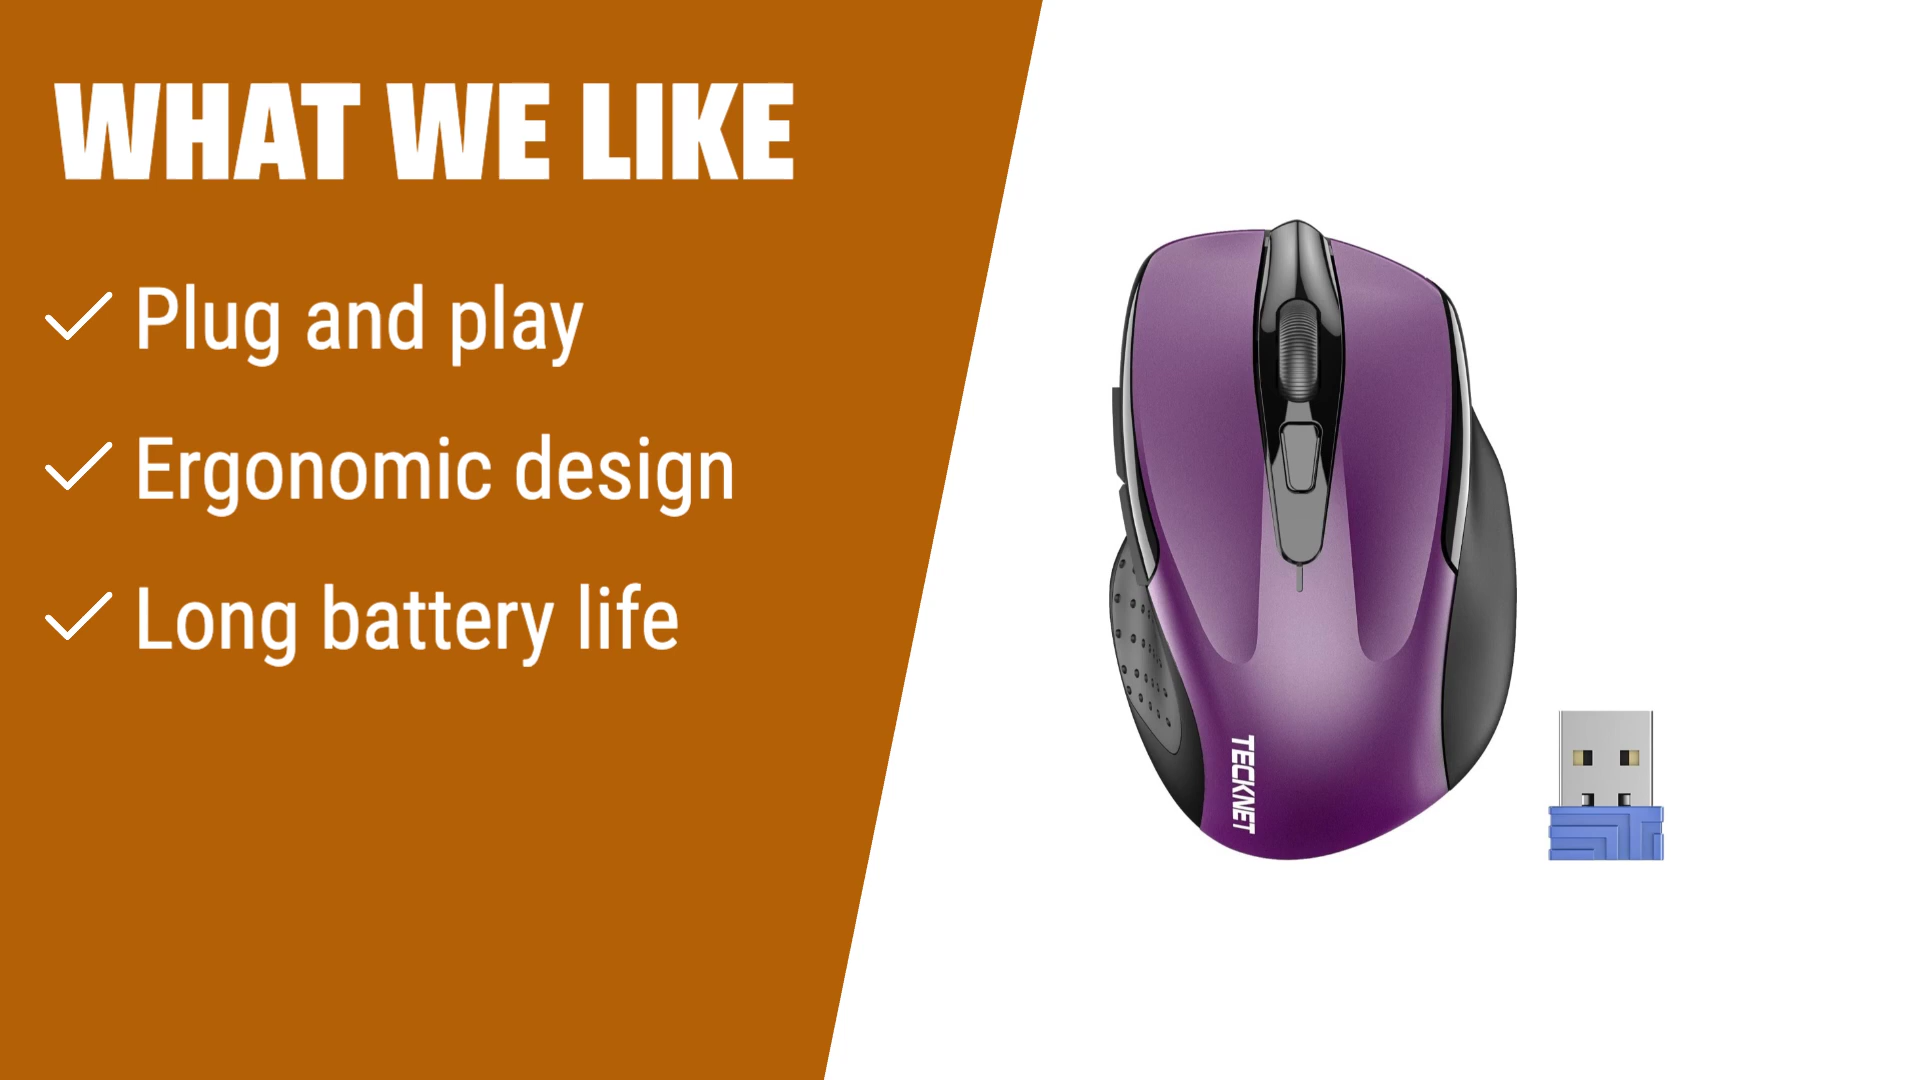 WHAT WE LIKE
Plug and play
Ergonomic design
Long battery life
TECKNET